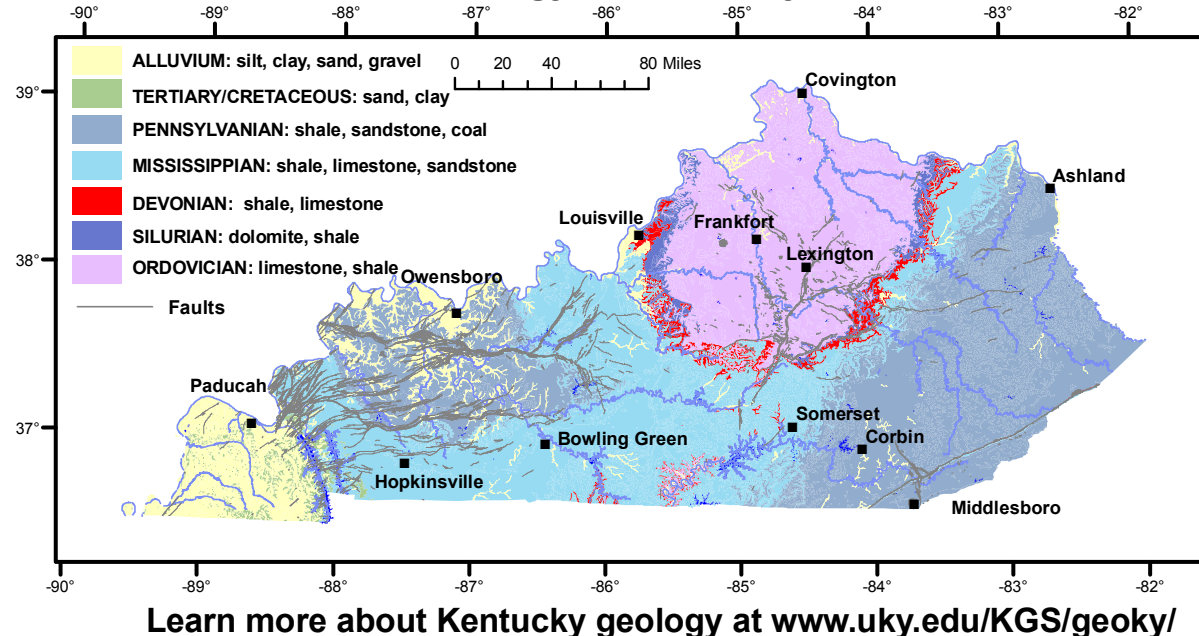 -90 -89 -88 -87 -86 -85 -84 -83 -82
ALLUVIUM: silt, clay, sand, gravel
0 20 40 80 Miles
TERTIARY/CRETACEOUS: sand, clay
PENNSYLVANIAN: shale, sandstone, coal
MISSISSIPPIAN: shale, limestone, sandstone
DEVONIAN: shale, limestone
SILURIAN: dolomite, shale
ORDOVICIAN: limestone, shale
Faults
39°
38°
37°
Covington
Ashland
Louisville
Frankfort
Lexington
Owensboro
Paducah
Somerset
Bowling Green
Corbin
Hopkinsville
Middlesboro
-90° -89° -88° -87° -86° -85° -84° -83° -82°
Learn more about Kentucky geology at www.uky.edu/KGS/geoky/